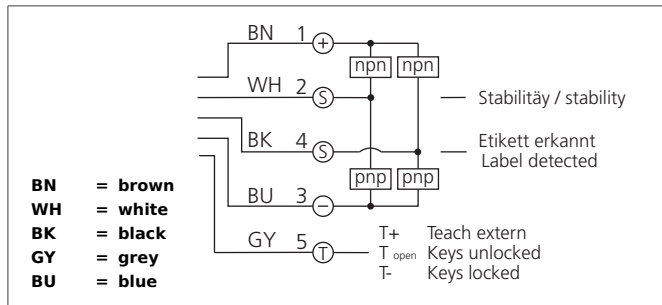 BN 1 +
npn npn
WH 2 S
Stabilitäy / stability
BK 4 S
Etikett erkannt
Label detected
pnp pnp
BU 3 −
GY 5 T
T+ Teach extern
T open Keys unlocked
T- Keys locked
BN = brown
WH = white
BK = black
GY = grey
BU = blue